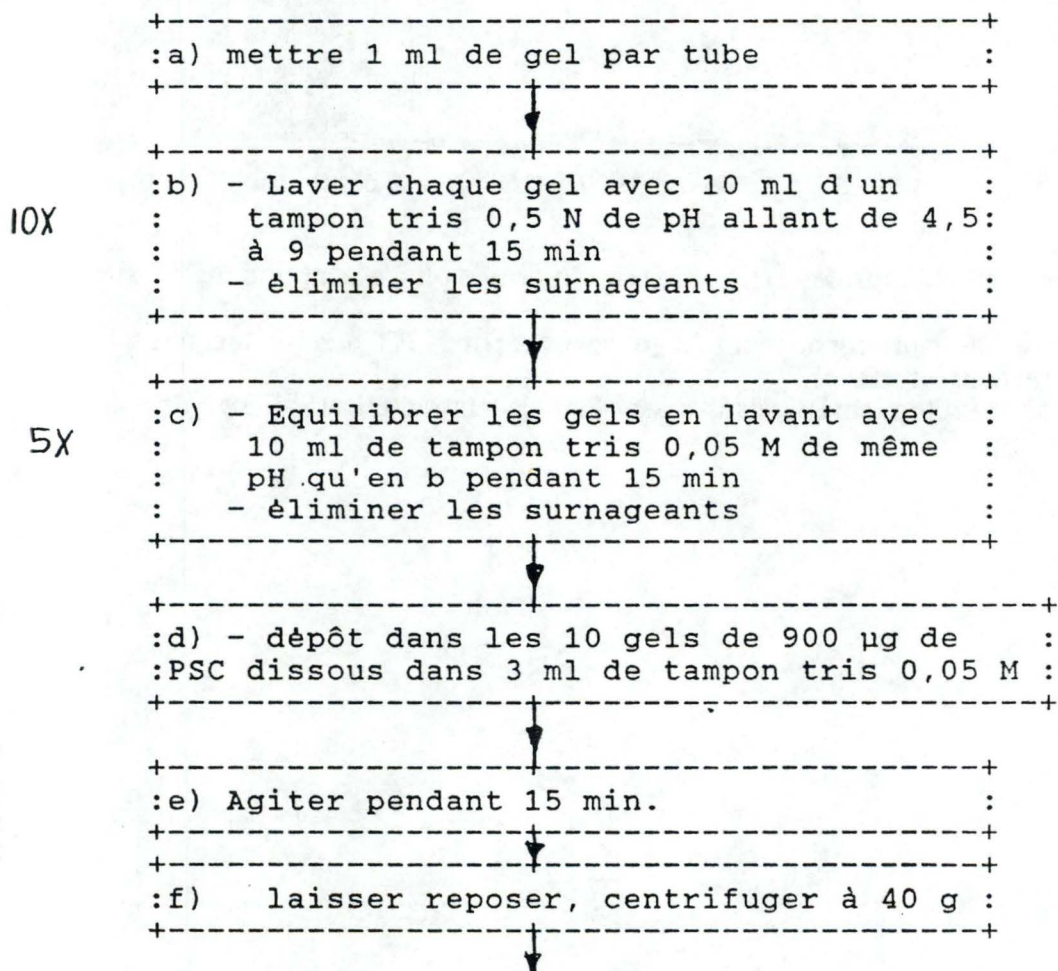 a) mettre 1 ml de gel par tube
10X
b) - Laver chaque gel avec 10 ml d'un
tampon tris 0,5 N de pH allant de 4,5
à 9 pendant 15 min
- éliminer les surnageants
5X
c) - Equilibrer les gels en lavant avec
10 ml de tampon tris 0,05 M de même
pH qu'en b pendant 15 min
- éliminer les surnageants
d) - dépôt dans les 10 gels de 900 µg de
PSC dissous dans 3 ml de tampon tris 0,05 M
e) Agiter pendant 15 min.
f) laisser reposer, centrifuger à 40 g